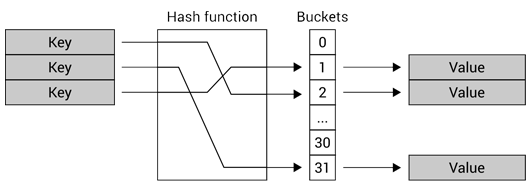 Hash function
Buckets
Key
Key
Key
0
1
2
...
30
31
Value
Value
Value